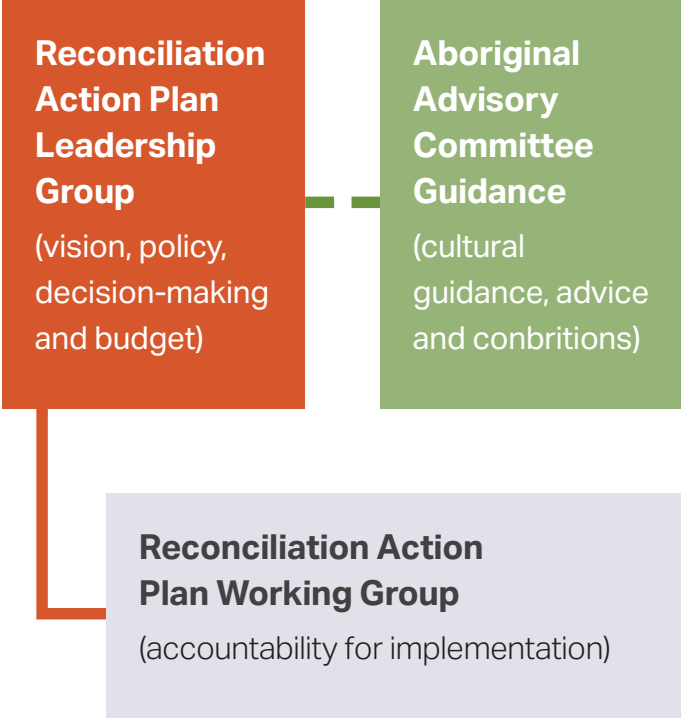 Reconciliation
Action Plan
Leadership
Group
(vision, policy,
decision-making
and budget)
Aboriginal
Advisory
Committee
Guidance
(cultural
guidance, advice
and conbritions)
Reconciliation Action
Plan Working Group
(accountability for implementation)